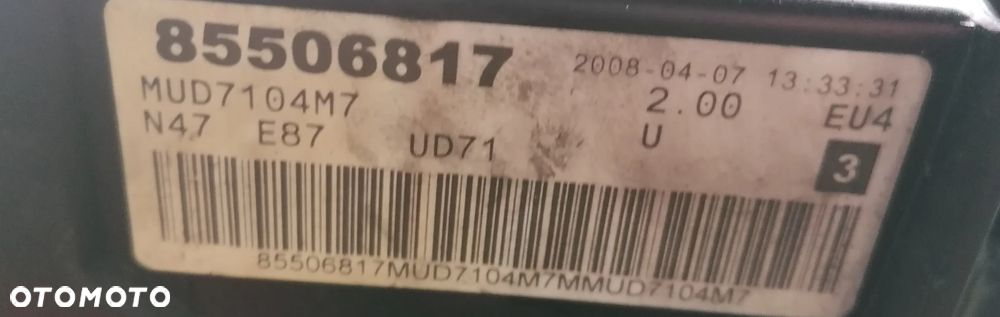 85506817 2008-04-07 13:33:31
MUD7104M7 2.00 EU4
N47 E87 UD71 U 3
85506817MUD7104M7MMUD7104M7
OTOMOTO